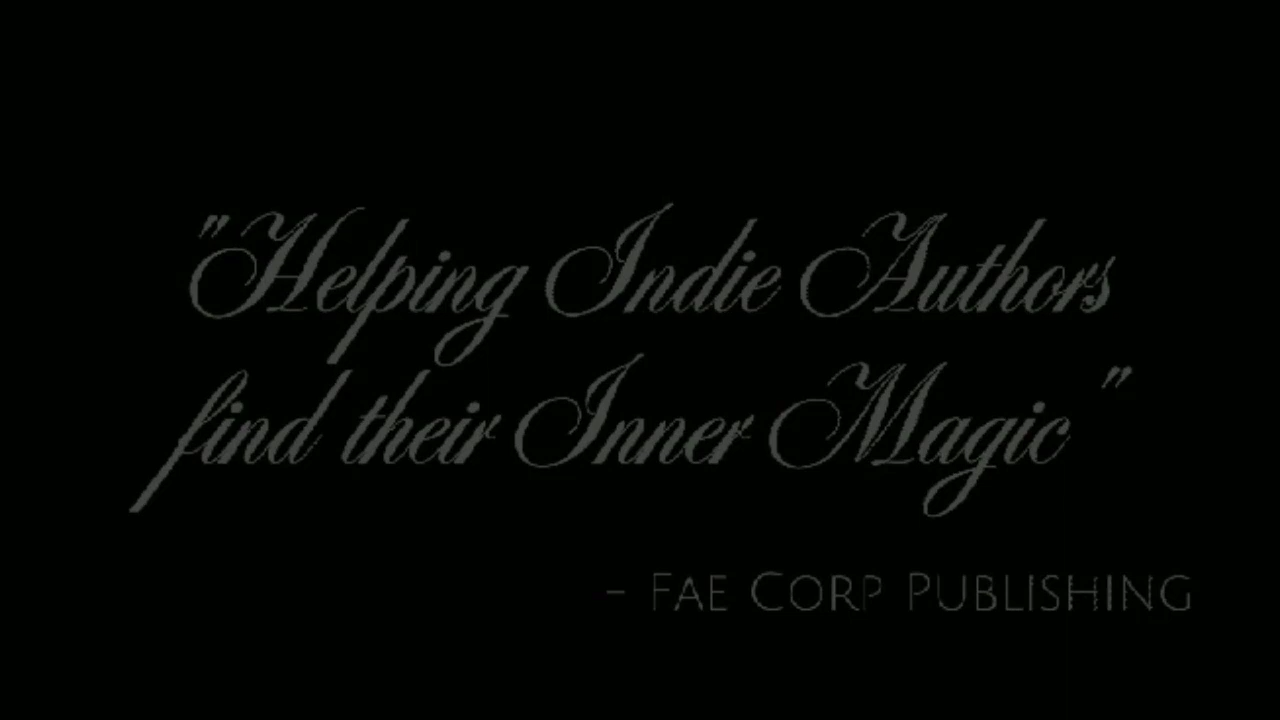 "Helping Indie Authors
find their Inner Magic"
- Fae Corp Publishing